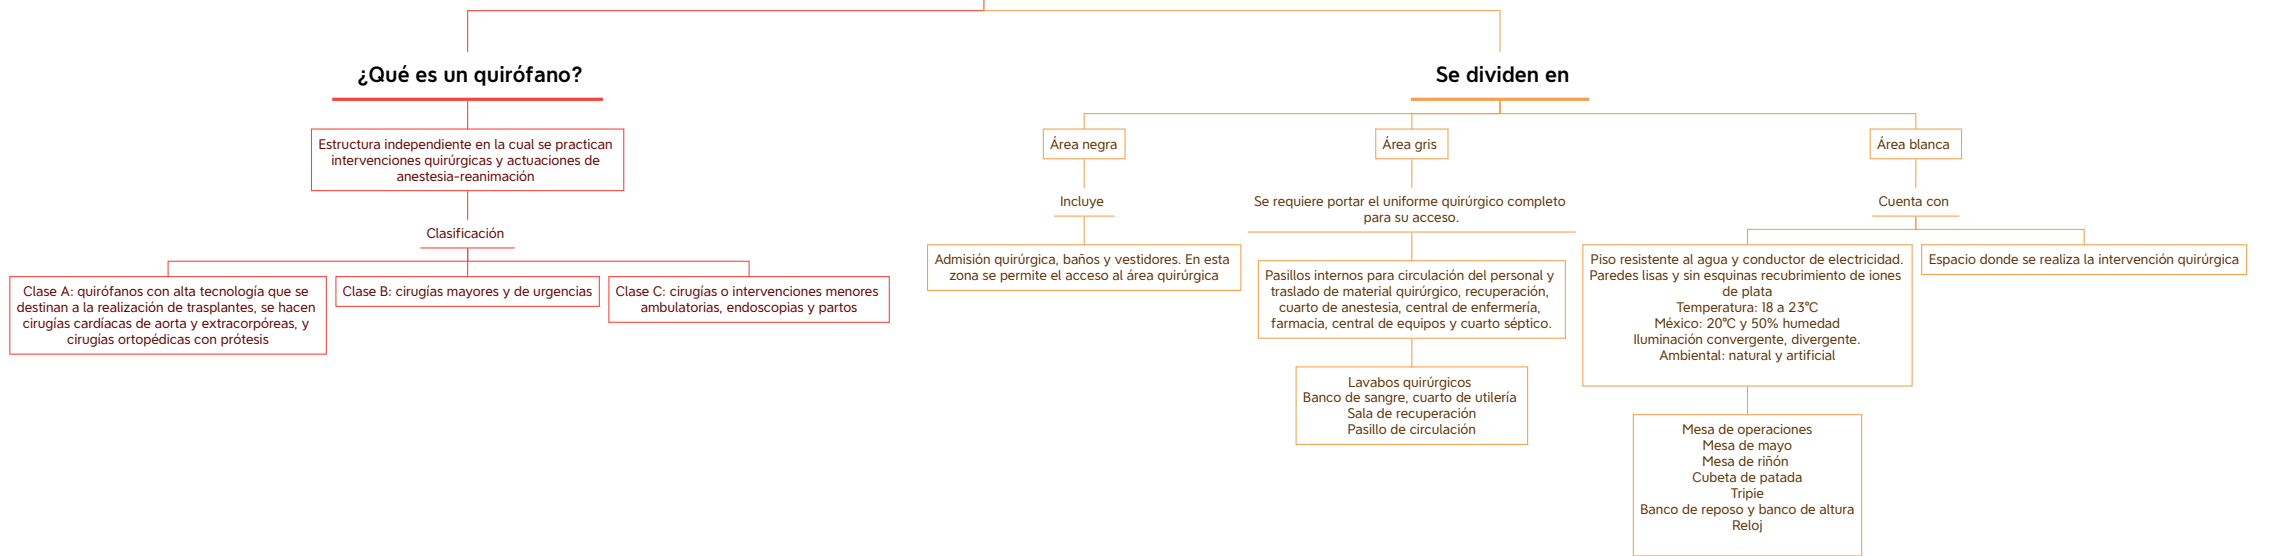 ¿Qué es un quirófano?
Estructura independiente en la cual se practican
intervenciones quirúrgicas y actuaciones de
anestesia-reanimación
Clasificación
Clase A: quirófanos con alta tecnología que se
destinan a la realización de trasplantes, se hacen
cirugías cardíacas de aorta y extracorpóreas, y
cirugías ortopédicas con prótesis
Clase B: cirugías mayores y de urgencias
Clase C: cirugías o intervenciones menores
ambulatorias, endoscopias y partos
Se dividen en
Área negra
Incluye
Admisión quirúrgica, baños y vestidores. En esta
zona se permite el acceso al área quirúrgica
Área gris
Se requiere portar el uniforme quirúrgico completo
para su acceso.
Pasillos internos para circulación del personal y
traslado de material quirúrgico, recuperación,
cuarto de anestesia, central de enfermería,
farmacia, central de equipos y cuarto séptico.
Lavabos quirúrgicos
Banco de sangre, cuarto de utilería
Sala de recuperación
Pasillo de circulación
Área blanca
Cuenta con
Piso resistente al agua y conductor de electricidad.
Paredes lisas y sin esquinas recubrimiento de iones
de plata
Temperatura: 18 a 23°C
México: 20°C y 50% humedad
Iluminación convergente, divergente.
Ambiental: natural y artificial
Mesa de operaciones
Mesa de mayo
Mesa de riñón
Cubeta de patada
Tripie
Banco de reposo y banco de altura
Reloj
Espacio donde se realiza la intervención quirúrgica